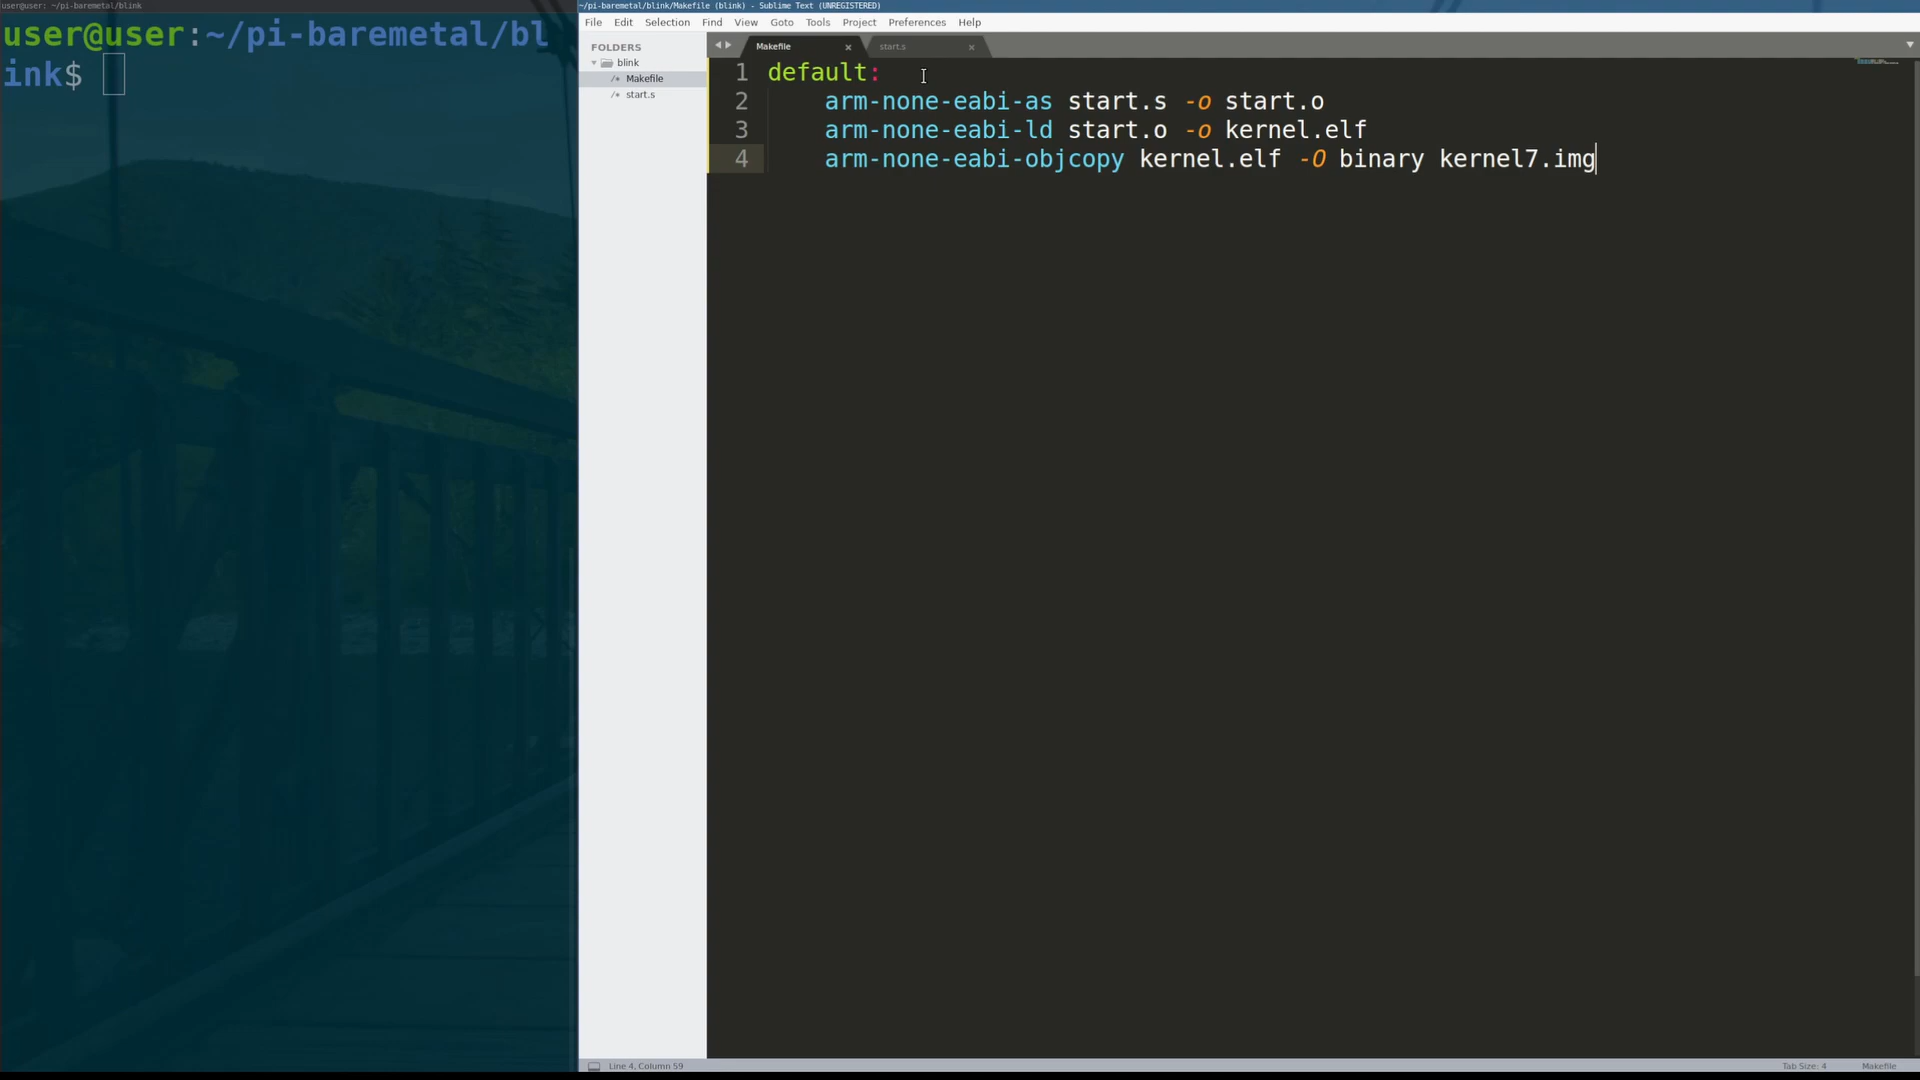 user@user: ~/pi-baremetal/blink
user@user:~/pi-baremetal/bl
ink$
~/pi-baremetal/blink/Makefile (blink) - Sublime Text (UNREGISTERED)
File Edit Selection Find View Goto Tools Project Preferences Help
FOLDERS
blink
Makefile
start.s
Makefile
start.s
1 default:
2 arm-none-eabi-as start.s -o start.o
3 arm-none-eabi-ld start.o -o kernel.elf
4 arm-none-eabi-objcopy kernel.elf -O binary kernel7.img
Line 4, Column 59
Tab Size: 4
Makefile